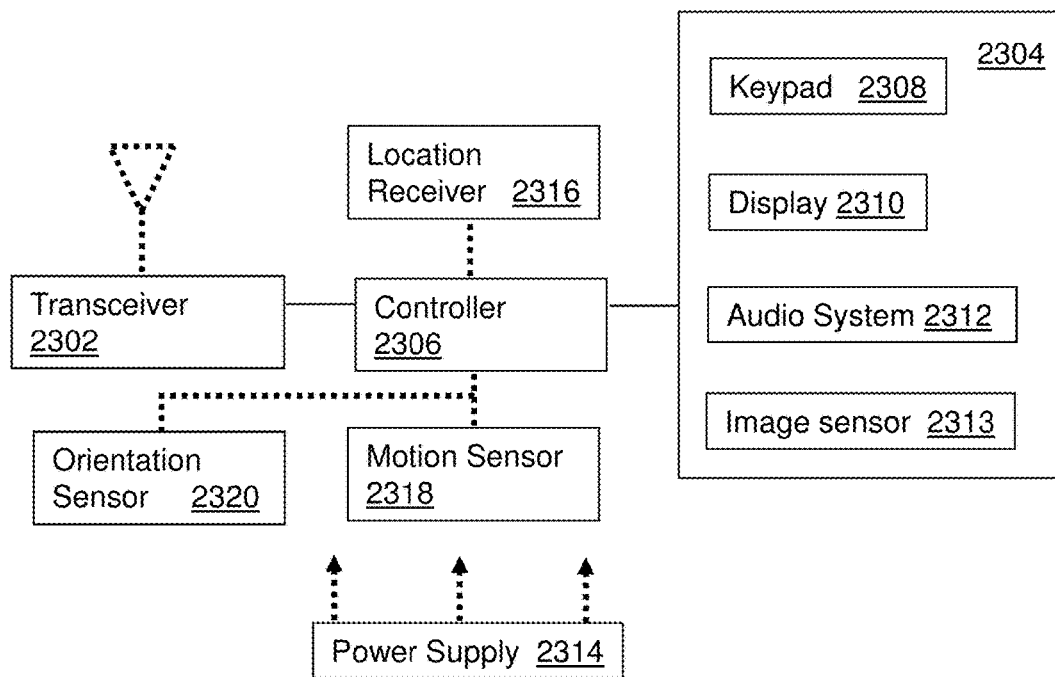 2304
Keypad 2308
Location
Receiver 2316
Display 2310
Transceiver
2302
Controller
2306
Audio System 2312
Image sensor 2313
Orientation
Sensor 2320
Motion Sensor
2318
Power Supply 2314